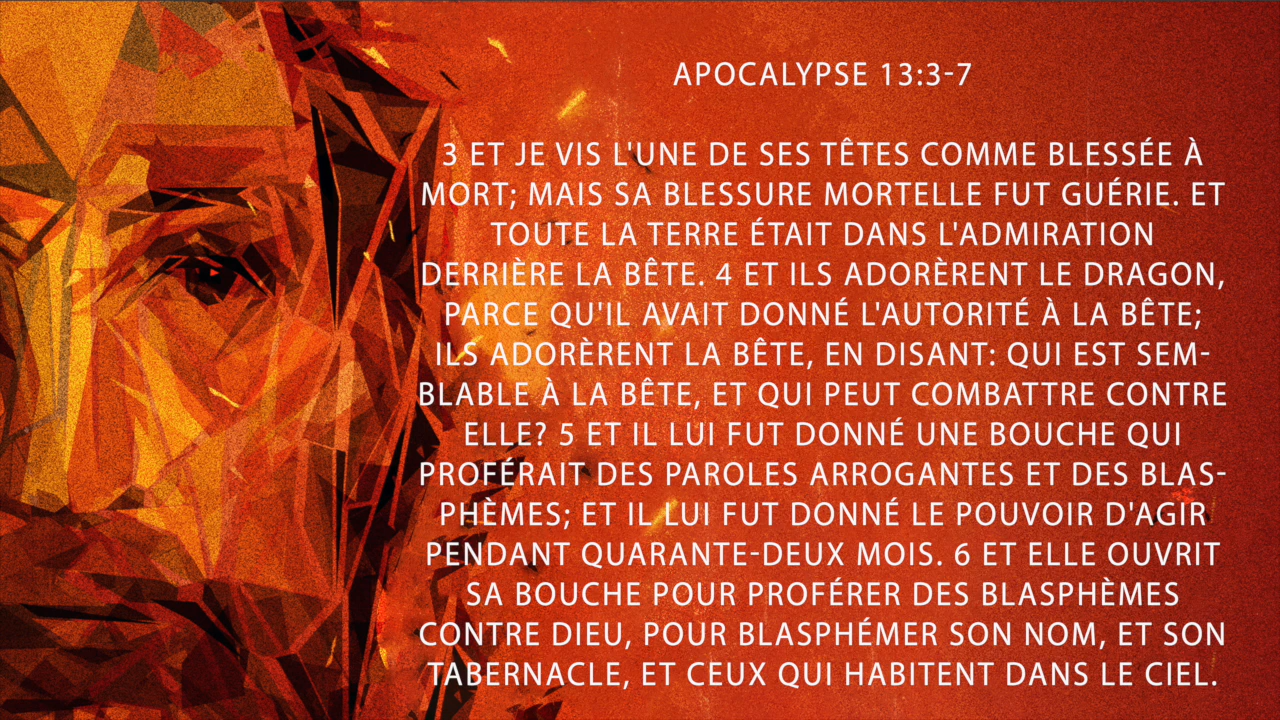 APOCALYPSE 13:3-7
3 ET JE VIS L'UNE DE SES TÊTES COMME BLESSÉE À
MORT; MAIS SA BLESSURE MORTELLE FUT GUÉRIE. ET
TOUTE LA TERRE ÉTAIT DANS L'ADMIRATION
DERRIÈRE LA BÊTE. 4 ET ILS ADORÈRENT LE DRAGON,
PARCE QU'IL AVAIT DONNÉ L'AUTORITÉ À LA BÊTE;
ILS ADORÈRENT LA BÊTE, EN DISANT: QUI EST SEM-
BLABLE À LA BÊTE, ET QUI PEUT COMBATTRE CONTRE
ELLE? 5 ET IL LUI FUT DONNÉ UNE BOUCHE QUI
PROFÉRAIT DES PAROLES ARROGANTES ET DES BLAS-
PHÈMES; ET IL LUI FUT DONNÉ LE POUVOIR D'AGIR
PENDANT QUARANTE-DEUX MOIS. 6 ET ELLE OUVRIT
SA BOUCHE POUR PROFÉRER DES BLASPHÈMES
CONTRE DIEU, POUR BLASPHÉMER SON NOM, ET SON
TABERNACLE, ET CEUX QUI HABITENT DANS LE CIEL.